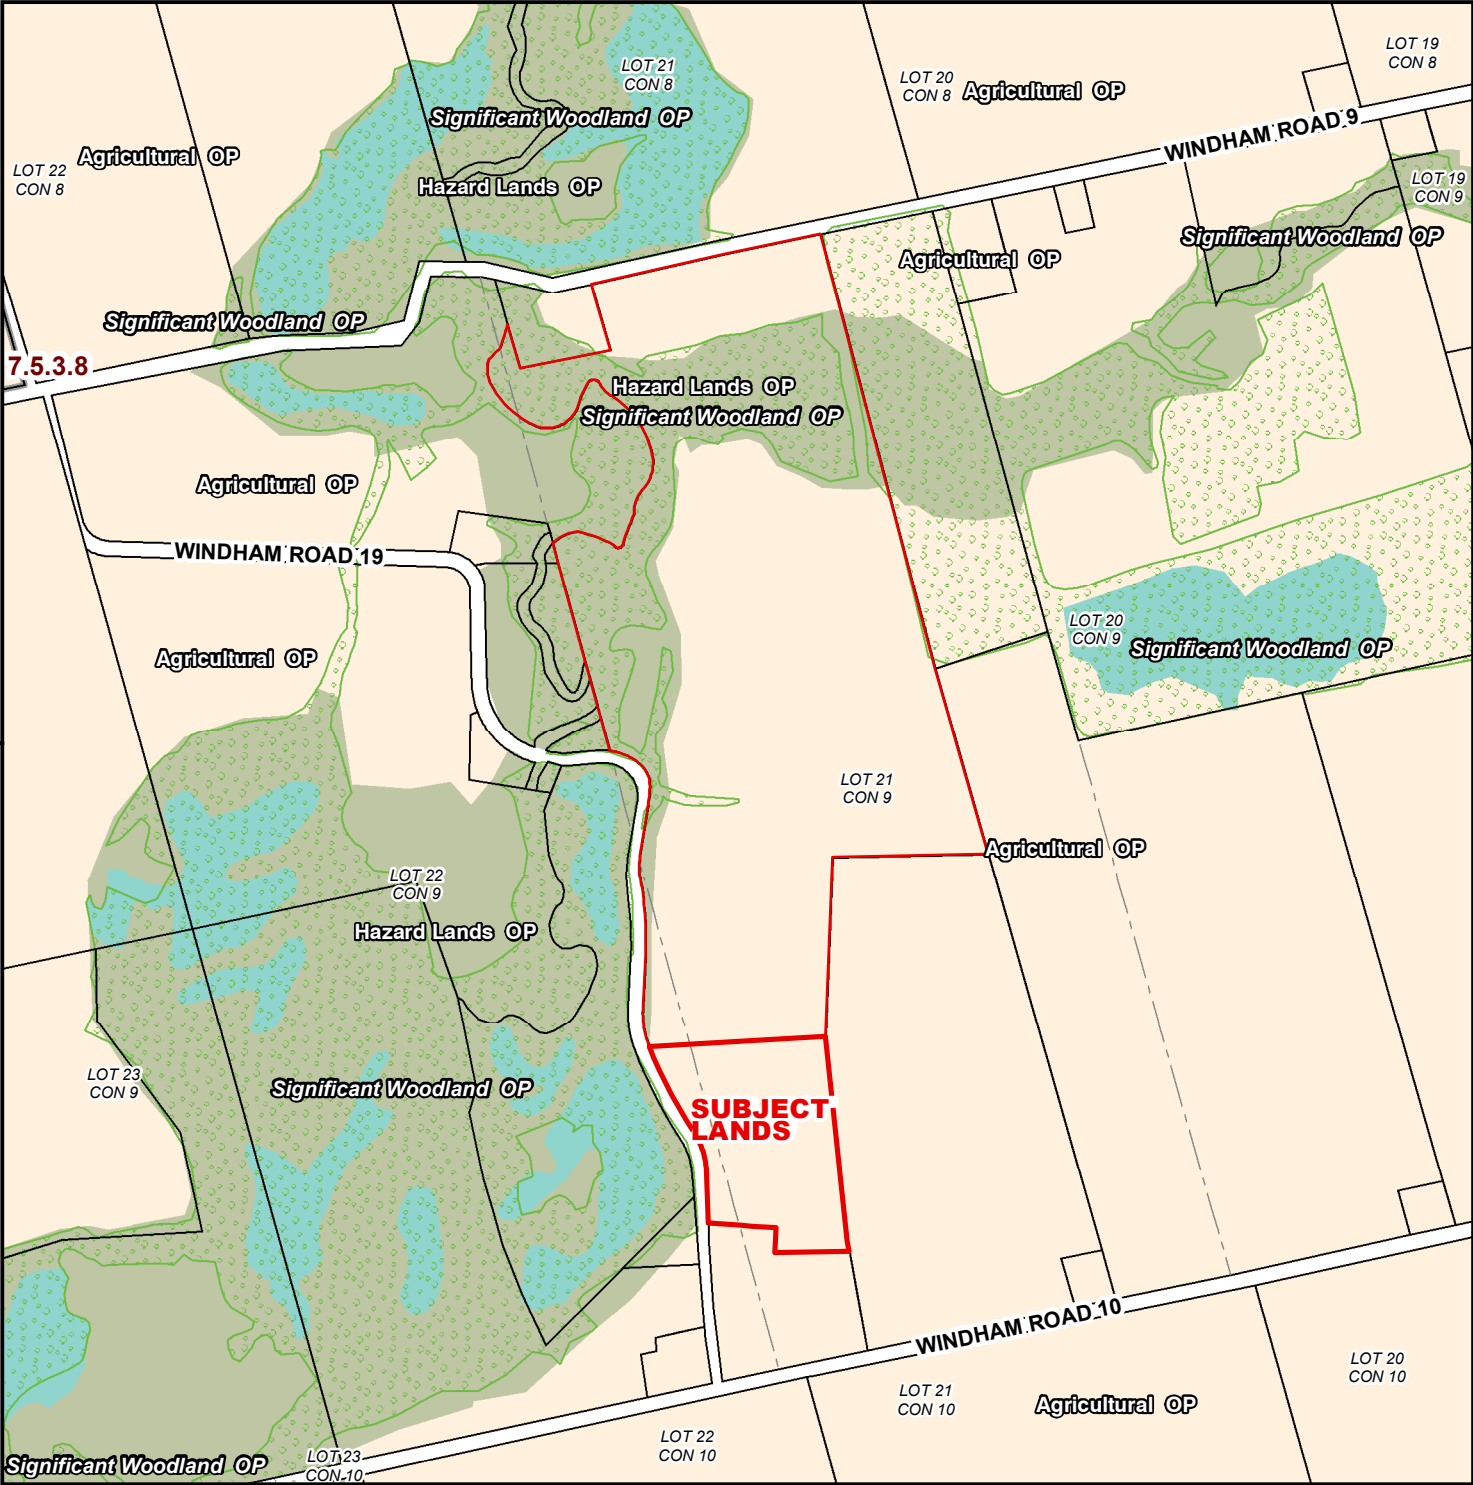 LOT 19
CON 8
LOT 21
CON 8
LOT 20
CON 8
Agricultural OP
Significant Woodland OP
WINDHAM ROAD 9
Agricultural OP
LOT 22
CON 8
Hazard Lands OP
LOT 19
CON 9
Significant Woodland OP
Agricultural OP
Significant Woodland OP
7.5.3.8
Hazard Lands OP
Significant Woodland OP
Agricultural OP
WINDHAM ROAD 19
LOT 20
CON 9
Significant Woodland OP
Agricultural OP
LOT 21
CON 9
Agricultural OP
LOT 22
CON 9
Hazard Lands OP
LOT 23
CON 9
Significant Woodland OP
SUBJECT
LANDS
WINDHAM ROAD 10
LOT 20
CON 10
LOT 21
CON 10
Agricultural OP
LOT 22
CON 10
LOT 23
CON 10
Significant Woodland OP